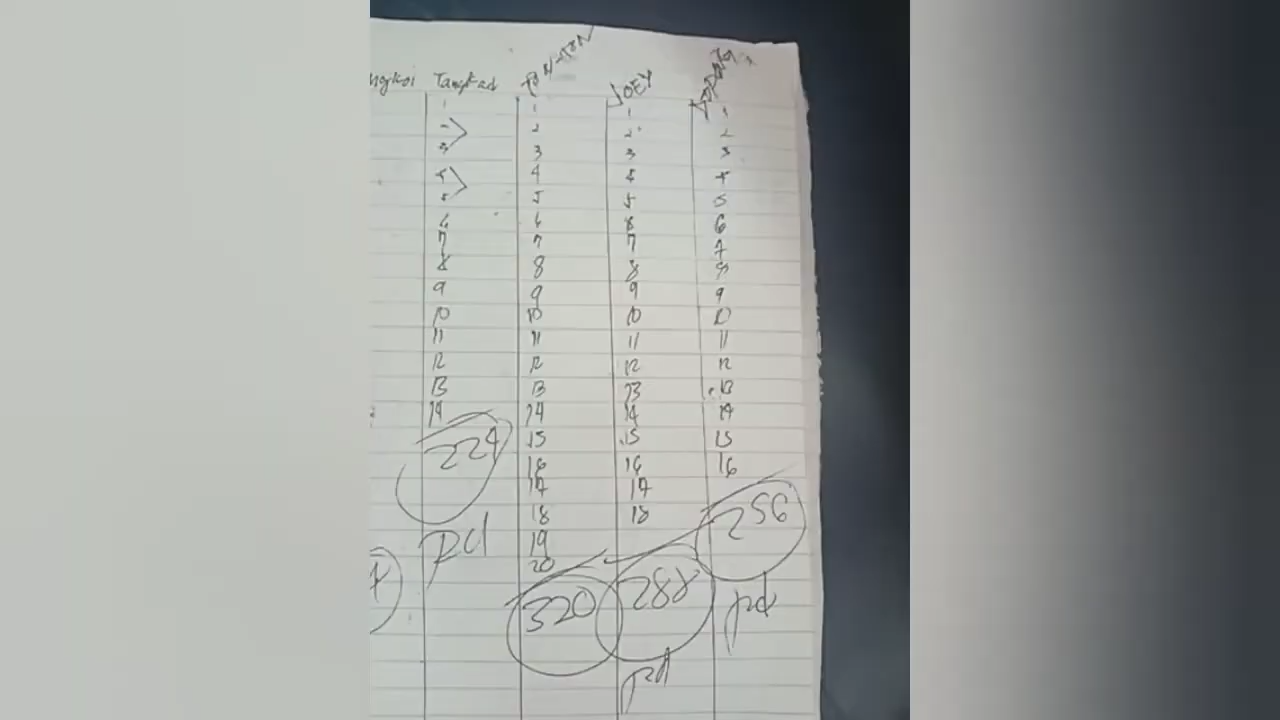 Tangkad JOEY
1 1 1 1
2 2 2 2
3 3 3 3
4 4 4
5 5 5 5
6 6 6 6
7 7 7 7
8 8 8 8
9 9 9 9
10 10 10 10
11 11 11 11
12 12 12 12
13 13 13 13
14 14 14 14
224 15 15 15
16 16 16
17 17
18 18 256
pd 19
20
320 288 pd
pd